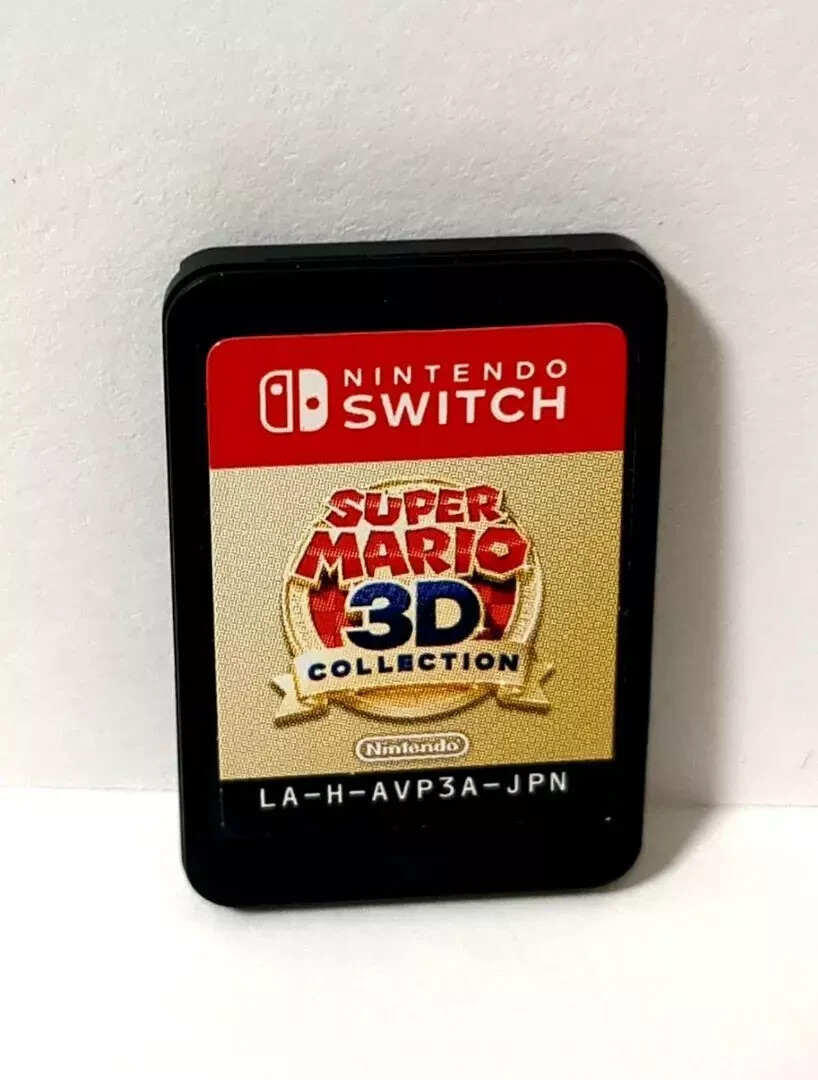 NINTENDO
SWITCH
SUPER
MARIO
3D
COLLECTION
Nintendo
LA-H-AVP3A-JPN